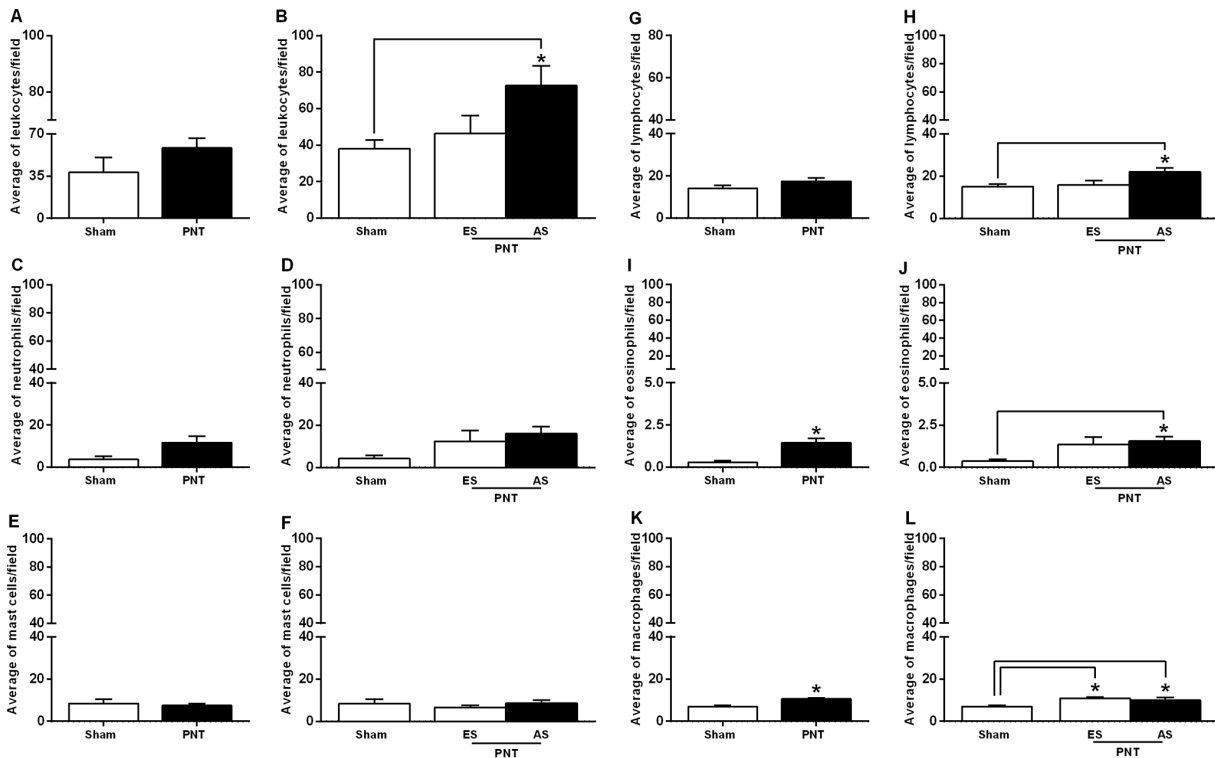 A
Average of leukocytes/field
100
80
70
35
0
Sham PNT
B
Average of leukocytes/field
100
80
60
40
20
0
*
Sham ES AS
PNT
G
Average of lymphocytes/field
80
60
40
20
0
Sham PNT
H
Average of lymphocytes/field
100
80
60
40
40
20
0
*
Sham ES AS
PNT
C
Average of neutrophils/field
100
80
60
40
40
20
0
Sham PNT
D
Average of neutrophils/field
100
80
60
40
20
0
Sham ES AS
PNT
I
Average of eosinophils/field
100
80
60
40
20
5.0
2.5
0.0
*
Sham PNT
J
Average of eosinophils/field
100
80
60
40
20
5.0
2.5
0.0
*
Sham ES AS
PNT
E
Average of mast cells/field
100
80
60
40
40
20
0
Sham PNT
F
Average of mast cells/field
100
80
60
40
40
20
0
Sham ES AS
PNT
K
Average of macrophages/field
100
80
60
40
40
20
0
*
Sham PNT
L
Average of macrophages/field
100
80
60
40
40
20
0
* *
Sham ES AS
PNT